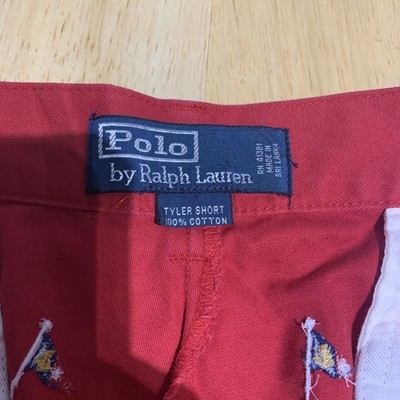 Polo
by Ralph Lauren
RN 41381
MADE IN
SRI LANKA
TYLER SHORT
100% COTTON